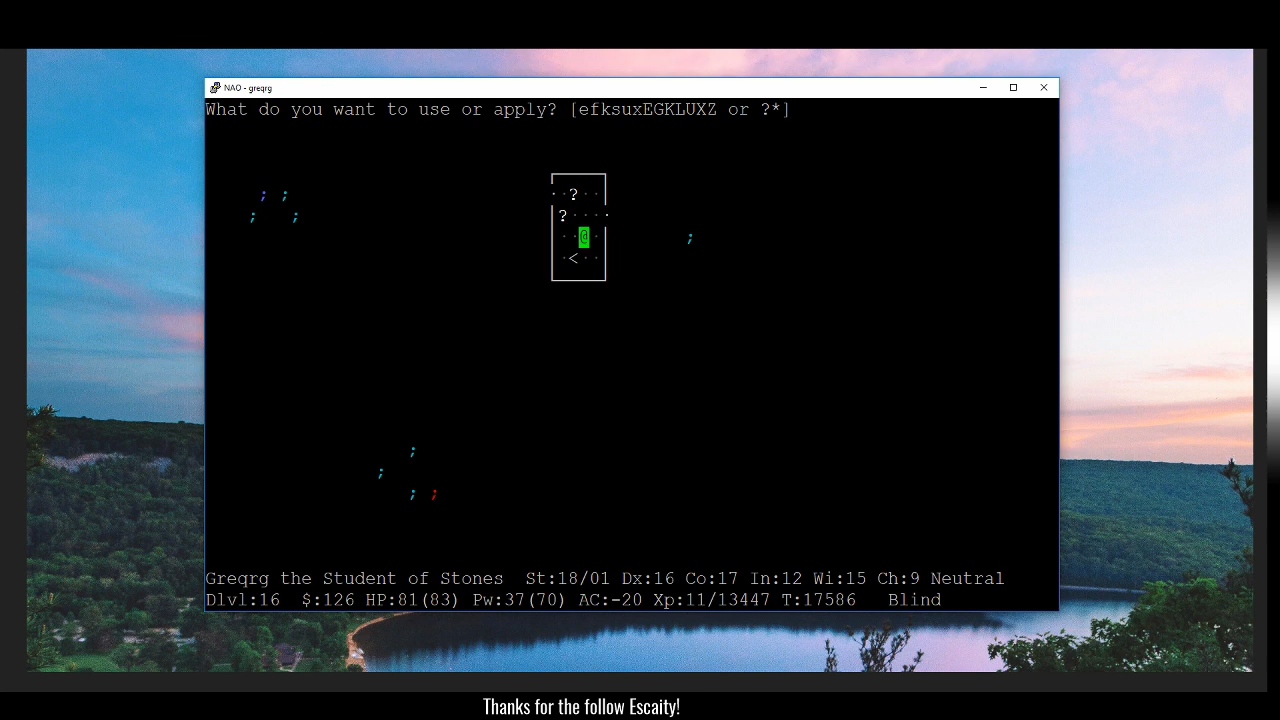 NAO - greqrg
What do you want to use or apply? [efksuxEGKLUXZ or ?*]
; ;
· · ? · ·
; ;
? · · · ·
· · @ ·
;
· < · ·
;
;
; ;
Greqrg the Student of Stones St:18/01 Dx:16 Co:17 In:12 Wi:15 Ch:9 Neutral
Dlvl:16 $:126 HP:81(83) Pw:37(70) AC:-20 Xp:11/13447 T:17586 Blind
Thanks for the follow Escaity!